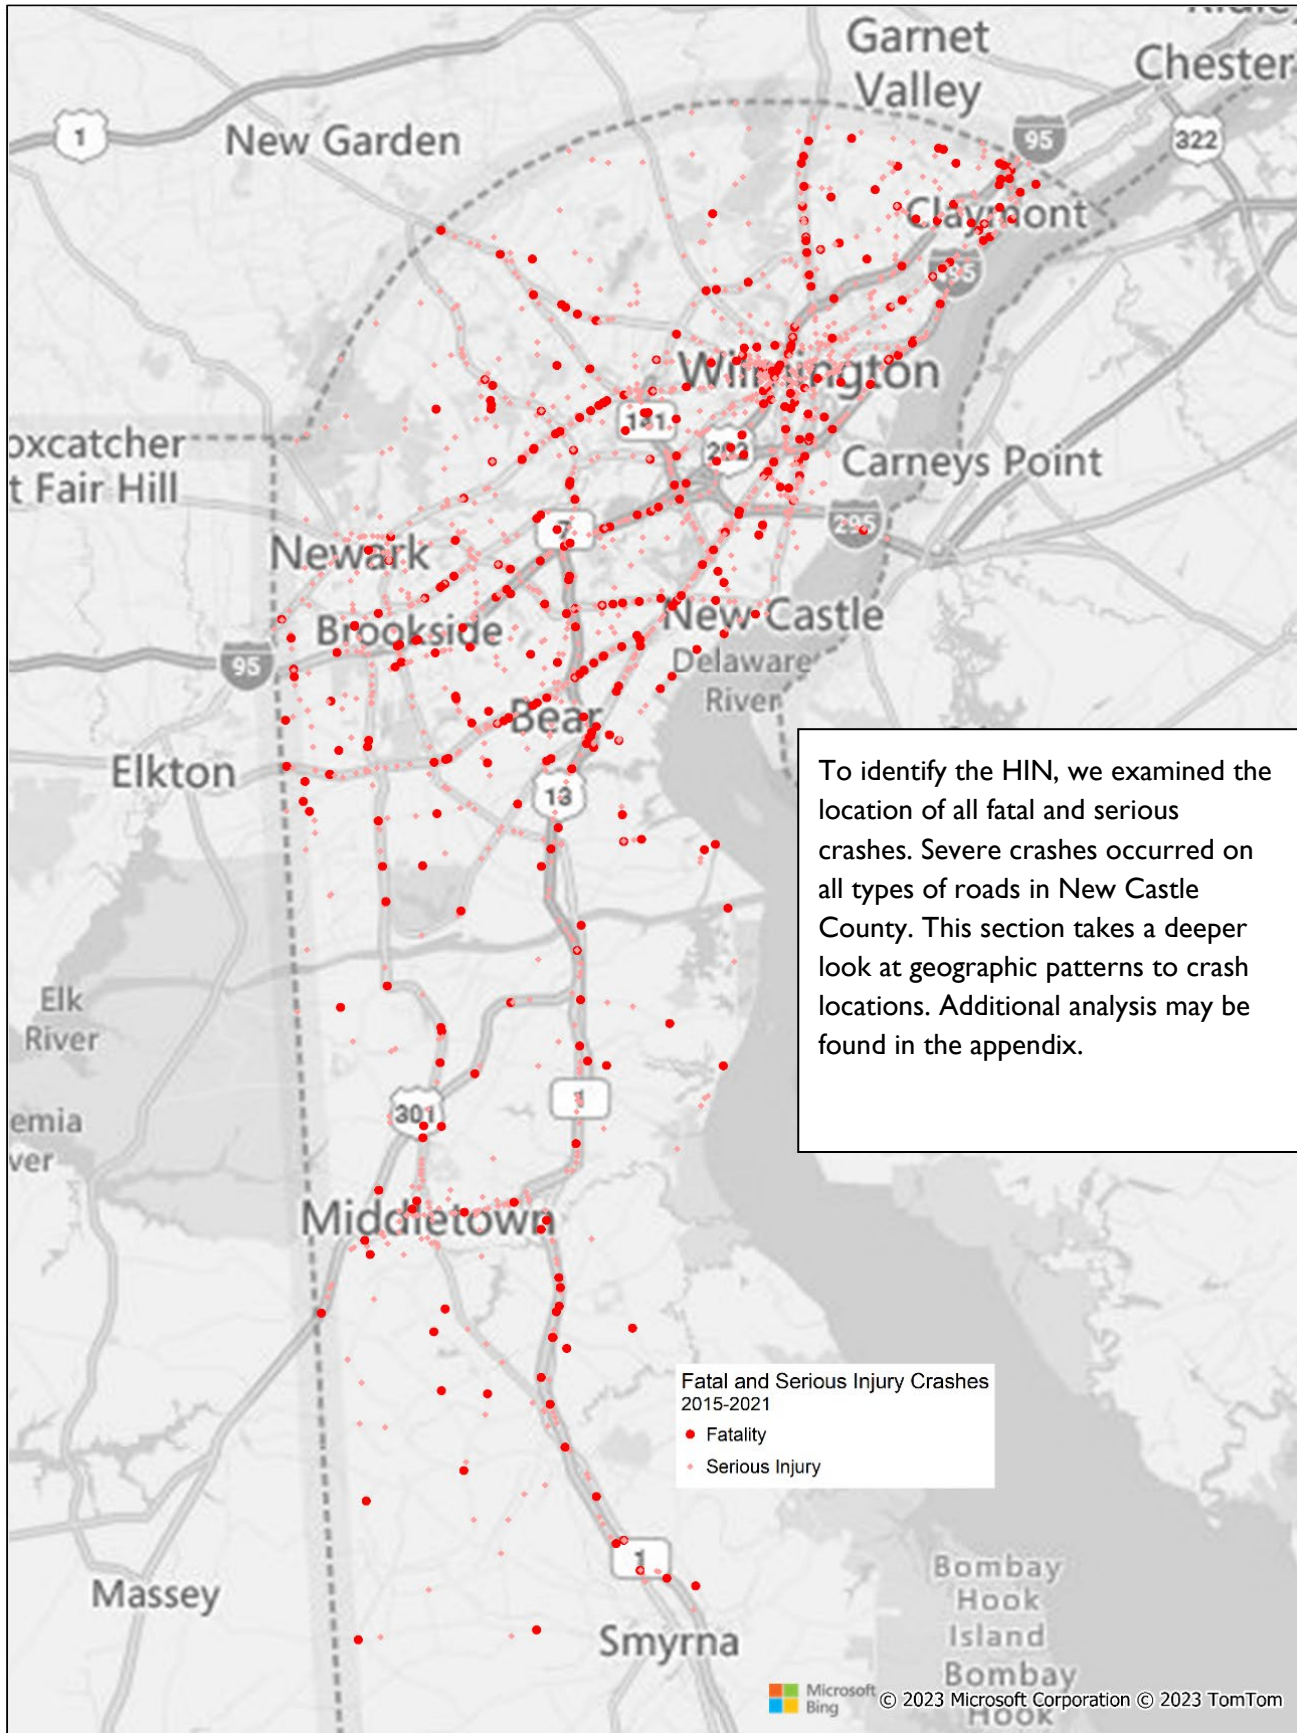 Ridley
Garnet
Valley
Chester
1
New Garden
95
322
Claymont
495
Wilmington
141
202
oxcatcher
t Fair Hill
Carneys Point
295
7
Newark
New Castle
Brookside
95
Delaware
River
Bear
Elkton
13
To identify the HIN, we examined the
location of all fatal and serious
crashes. Severe crashes occurred on
all types of roads in New Castle
County. This section takes a deeper
look at geographic patterns to crash
locations. Additional analysis may be
found in the appendix.
Elk
River
301
1
emia
ver
Middletown
Fatal and Serious Injury Crashes
2015-2021
Fatality
Serious Injury
1
Massey
Smyrna
Bombay
Hook
Island
Bombay
Hook
Microsoft
Bing
© 2023 Microsoft Corporation © 2023 TomTom